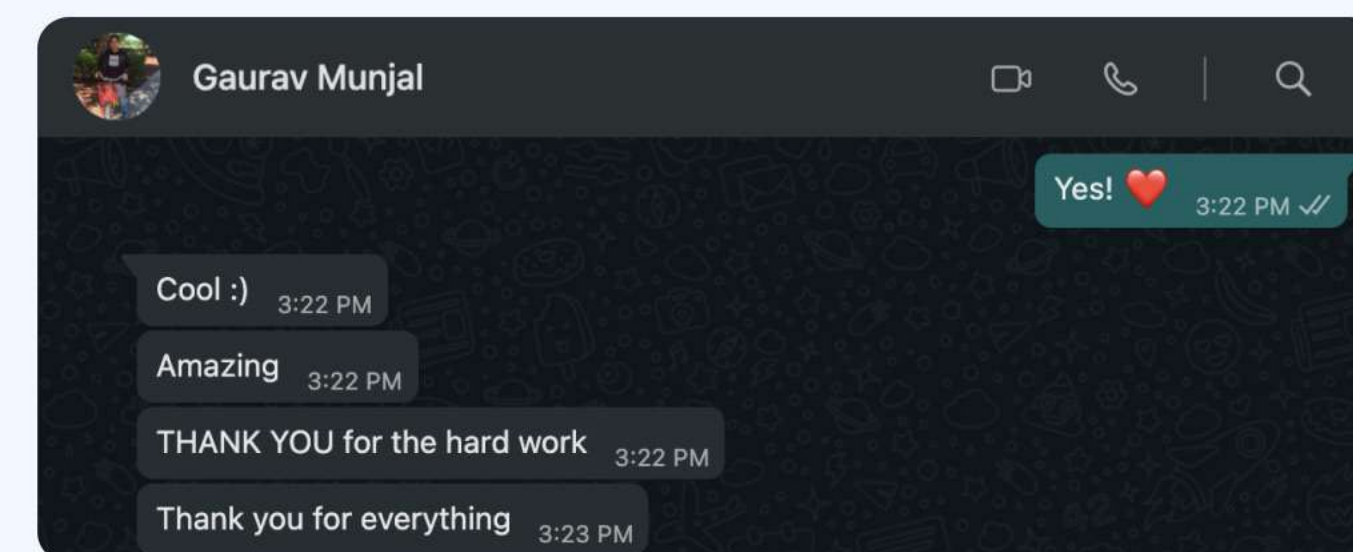 Gaurav Munjal
Yes! ❤️ 3:22 PM
Cool :) 3:22 PM
Amazing 3:22 PM
THANK YOU for the hard work 3:22 PM
Thank you for everything 3:23 PM